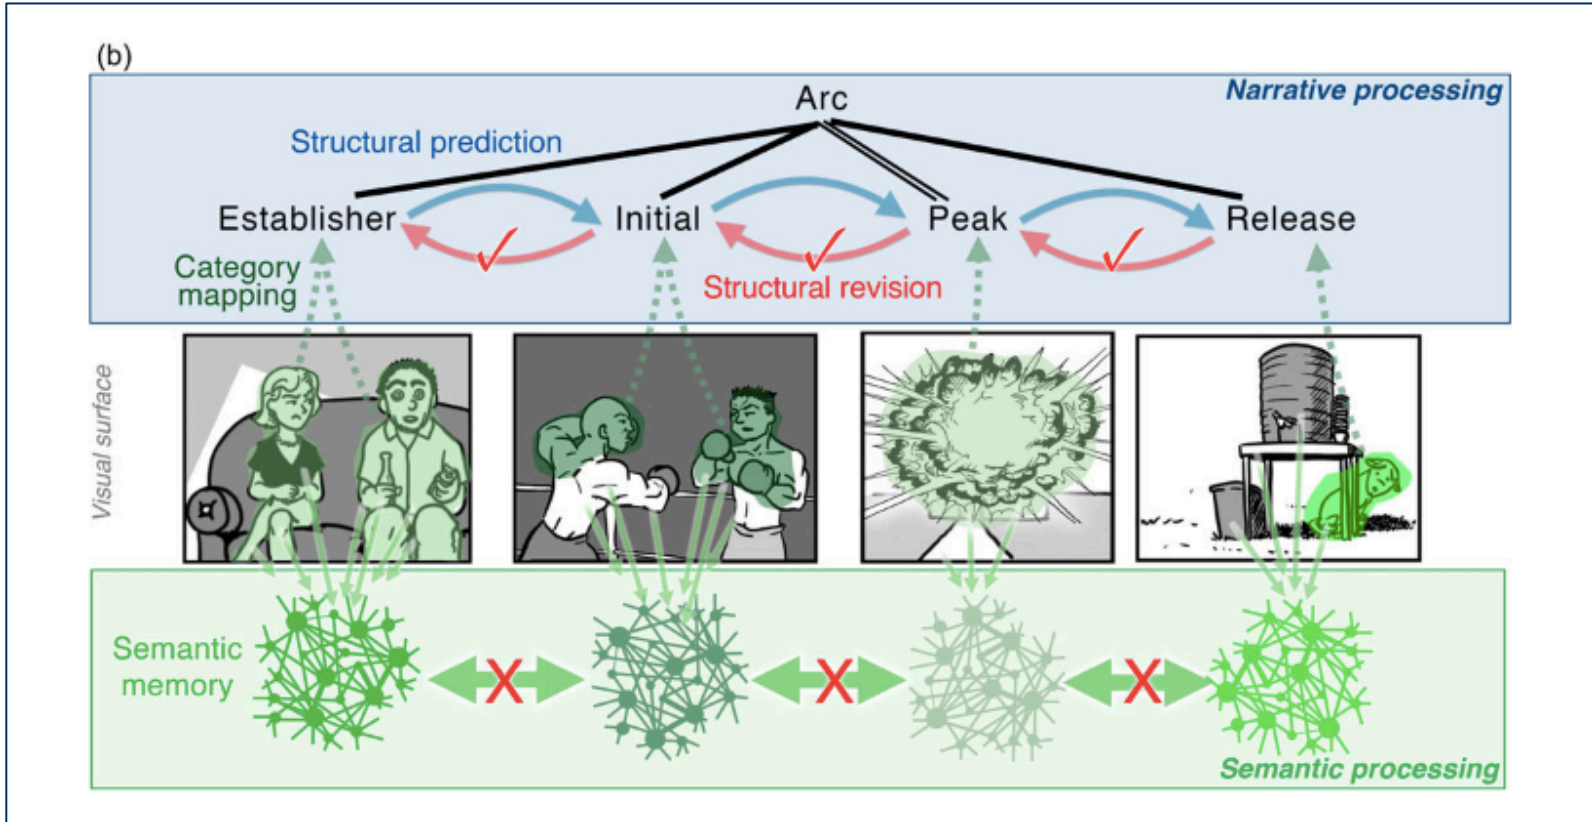 (b)
Arc
Narrative processing
Structural prediction
Establisher
Initial
Peak
Release
Category
mapping
Structural revision
Visual surface
Semantic
memory
X
X
X
Semantic processing